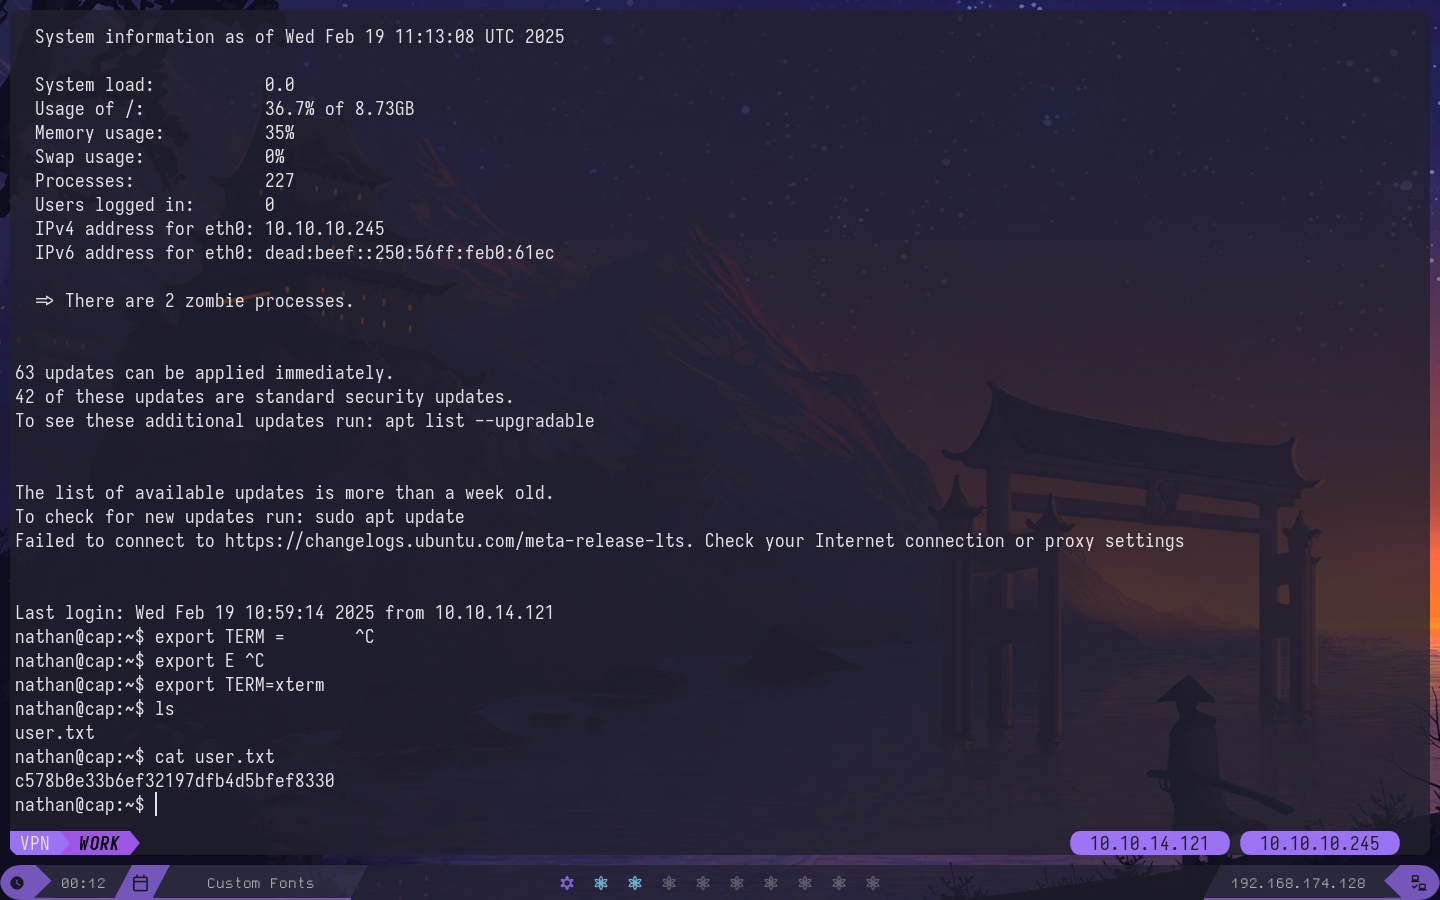 System information as of Wed Feb 19 11:13:08 UTC 2025
System load: 0.0
Usage of /: 36.7% of 8.73GB
Memory usage: 35%
Swap usage: 0%
Processes: 227
Users logged in: 0
IPv4 address for eth0: 10.10.10.245
IPv6 address for eth0: dead:beef::250:56ff:feb0:61ec
=> There are 2 zombie processes.
63 updates can be applied immediately.
42 of these updates are standard security updates.
To see these additional updates run: apt list --upgradable
The list of available updates is more than a week old.
To check for new updates run: sudo apt update
Failed to connect to https://changelogs.ubuntu.com/meta-release-lts. Check your Internet connection or proxy settings
Last login: Wed Feb 19 10:59:14 2025 from 10.10.14.121
nathan@cap:~$ export TERM =       ^C
nathan@cap:~$ export E ^C
nathan@cap:~$ export TERM=xterm
nathan@cap:~$ ls
user.txt
nathan@cap:~$ cat user.txt
c578b0e33b6ef32197dfb4d5bfef8330
nathan@cap:~$
VPN WORK 10.10.14.121 10.10.10.245
00:12 Custom Fonts 192.168.174.128